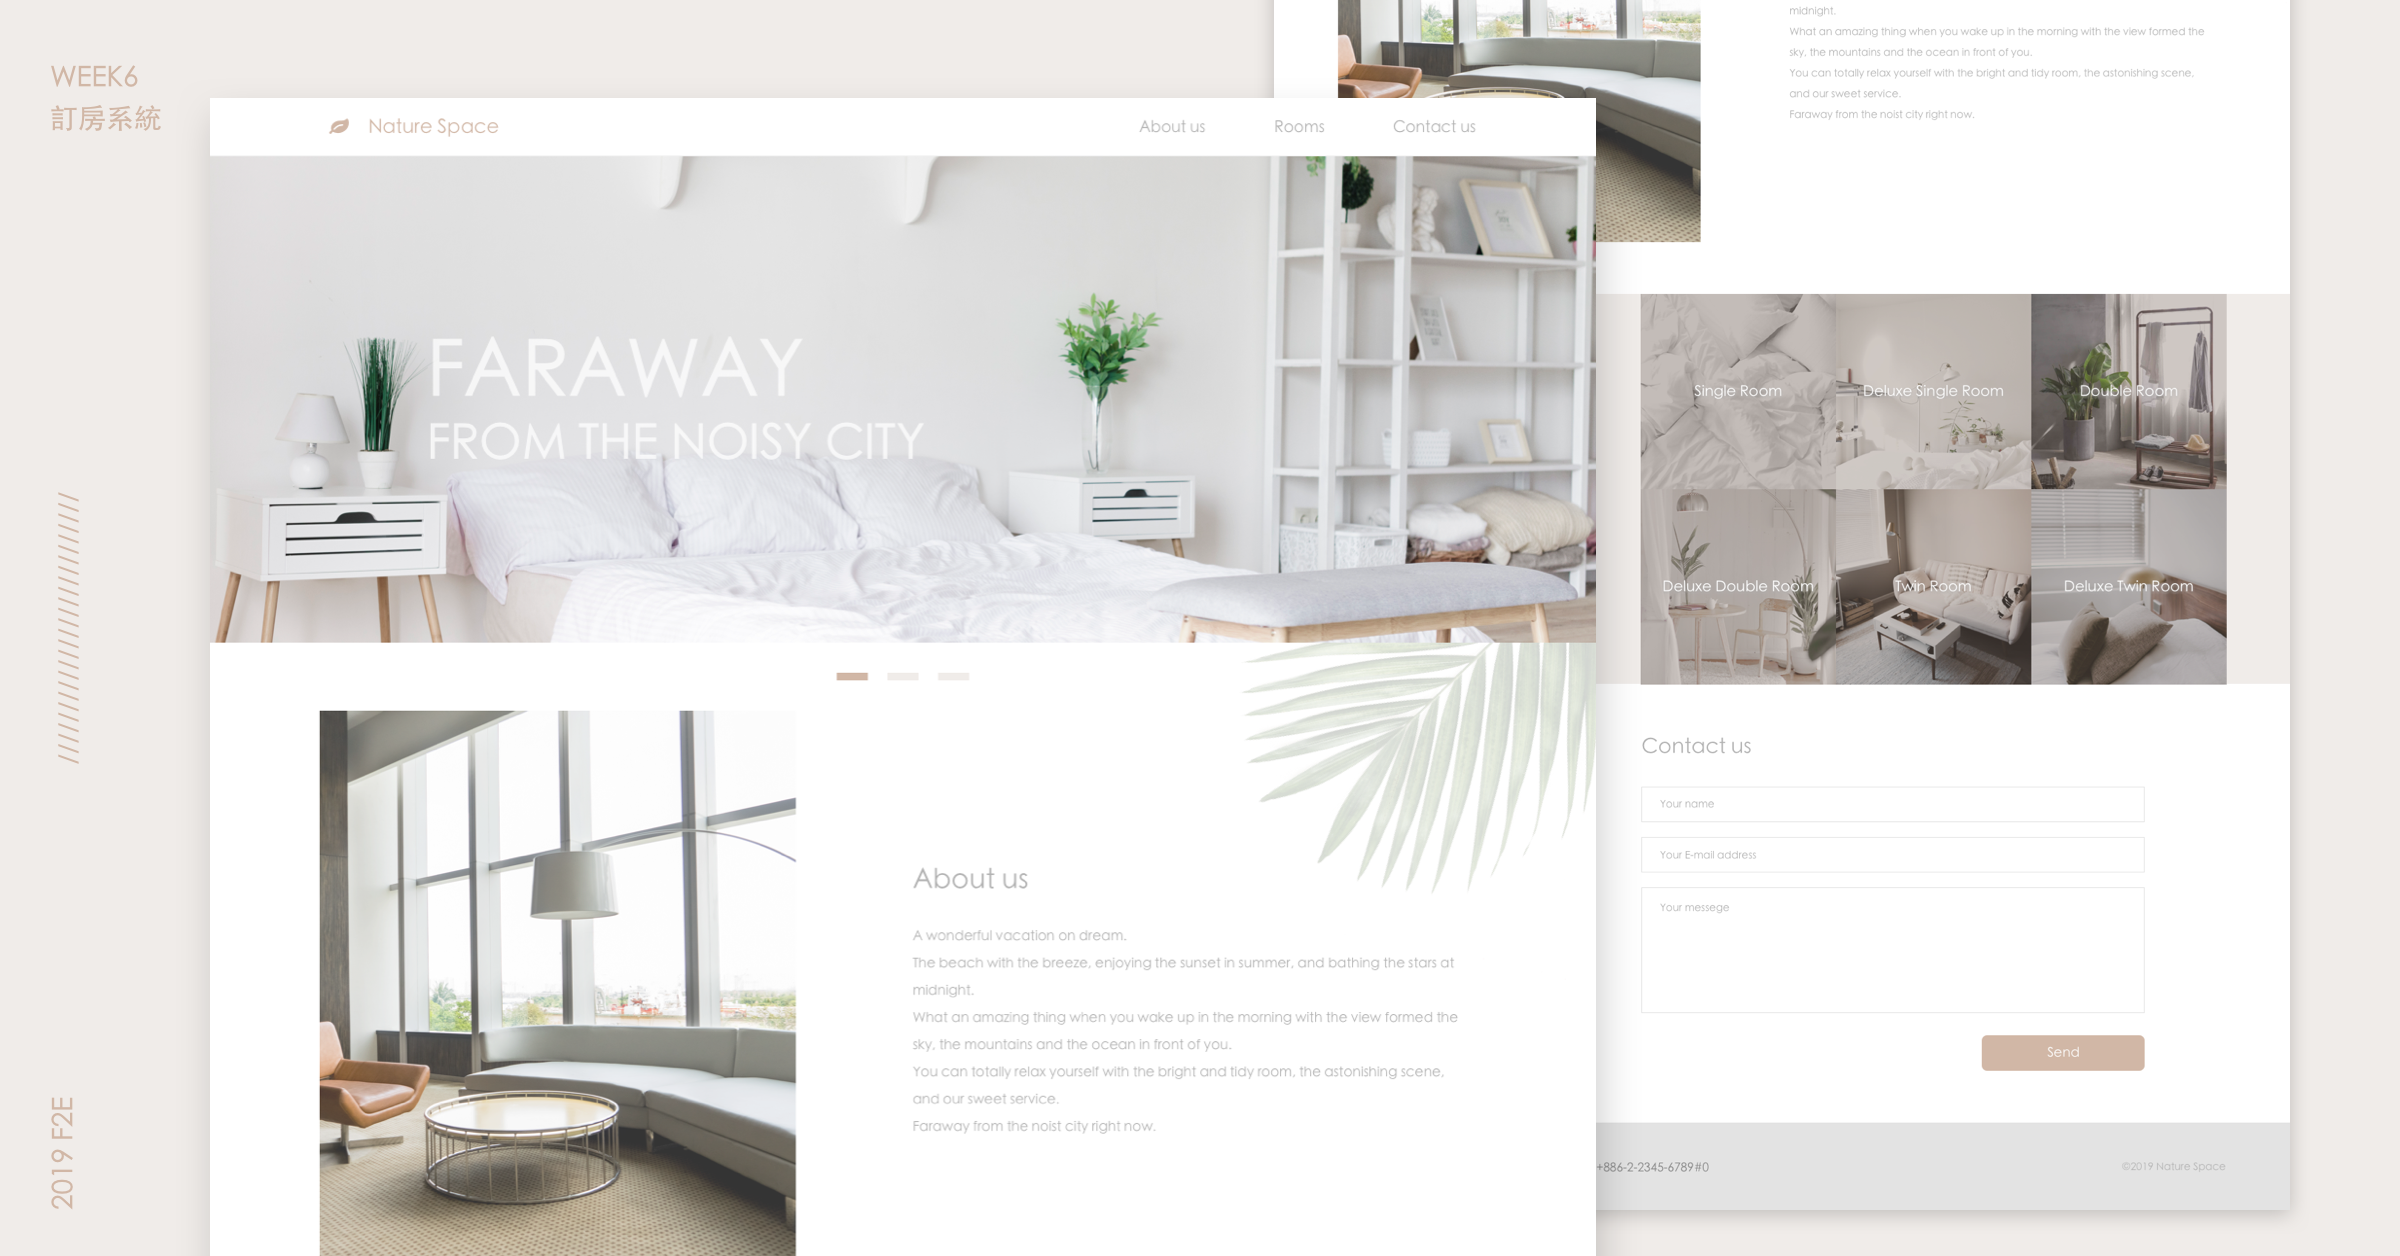 WEEK6
訂房系統
2019 F2E
Nature Space
About us
Rooms
Contact us
FARAWAY
FROM THE NOISY CITY
About us
A wonderful vacation on dream.
The beach with the breeze, enjoying the sunset in summer, and bathing the stars at
midnight.
What an amazing thing when you wake up in the morning with the view formed the
sky, the mountains and the ocean in front of you.
You can totally relax yourself with the bright and tidy room, the astonishing scene,
and our sweet service.
Faraway from the noist city right now.
midnight.
What an amazing thing when you wake up in the morning with the view formed the
sky, the mountains and the ocean in front of you.
You can totally relax yourself with the bright and tidy room, the astonishing scene,
and our sweet service.
Faraway from the noist city right now.
Single Room
Deluxe Single Room
Double Room
Deluxe Double Room
Twin Room
Deluxe Twin Room
Contact us
Your name
Your E-mail address
Your messege
Send
+886-2-2345-6789#0
©2019 Nature Space